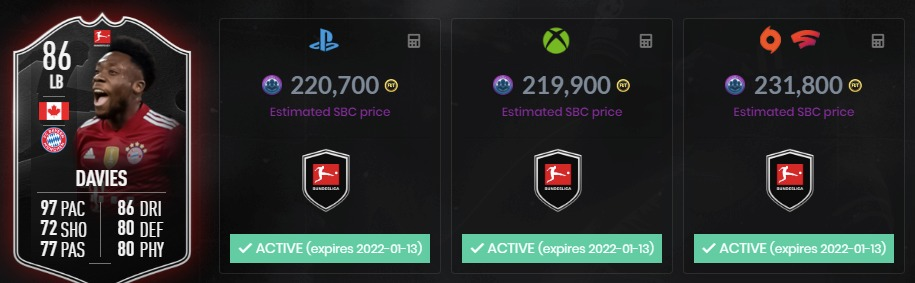 86
LB
DAVIES
97 PAC 86 DRI
72 SHO 80 DEF
77 PAS 80 PHY
220,700
Estimated SBC price
BUNDESLIGA
ACTIVE (expires 2022-01-13)
219,900
Estimated SBC price
BUNDESLIGA
ACTIVE (expires 2022-01-13)
231,800
Estimated SBC price
BUNDESLIGA
ACTIVE (expires 2022-01-13)